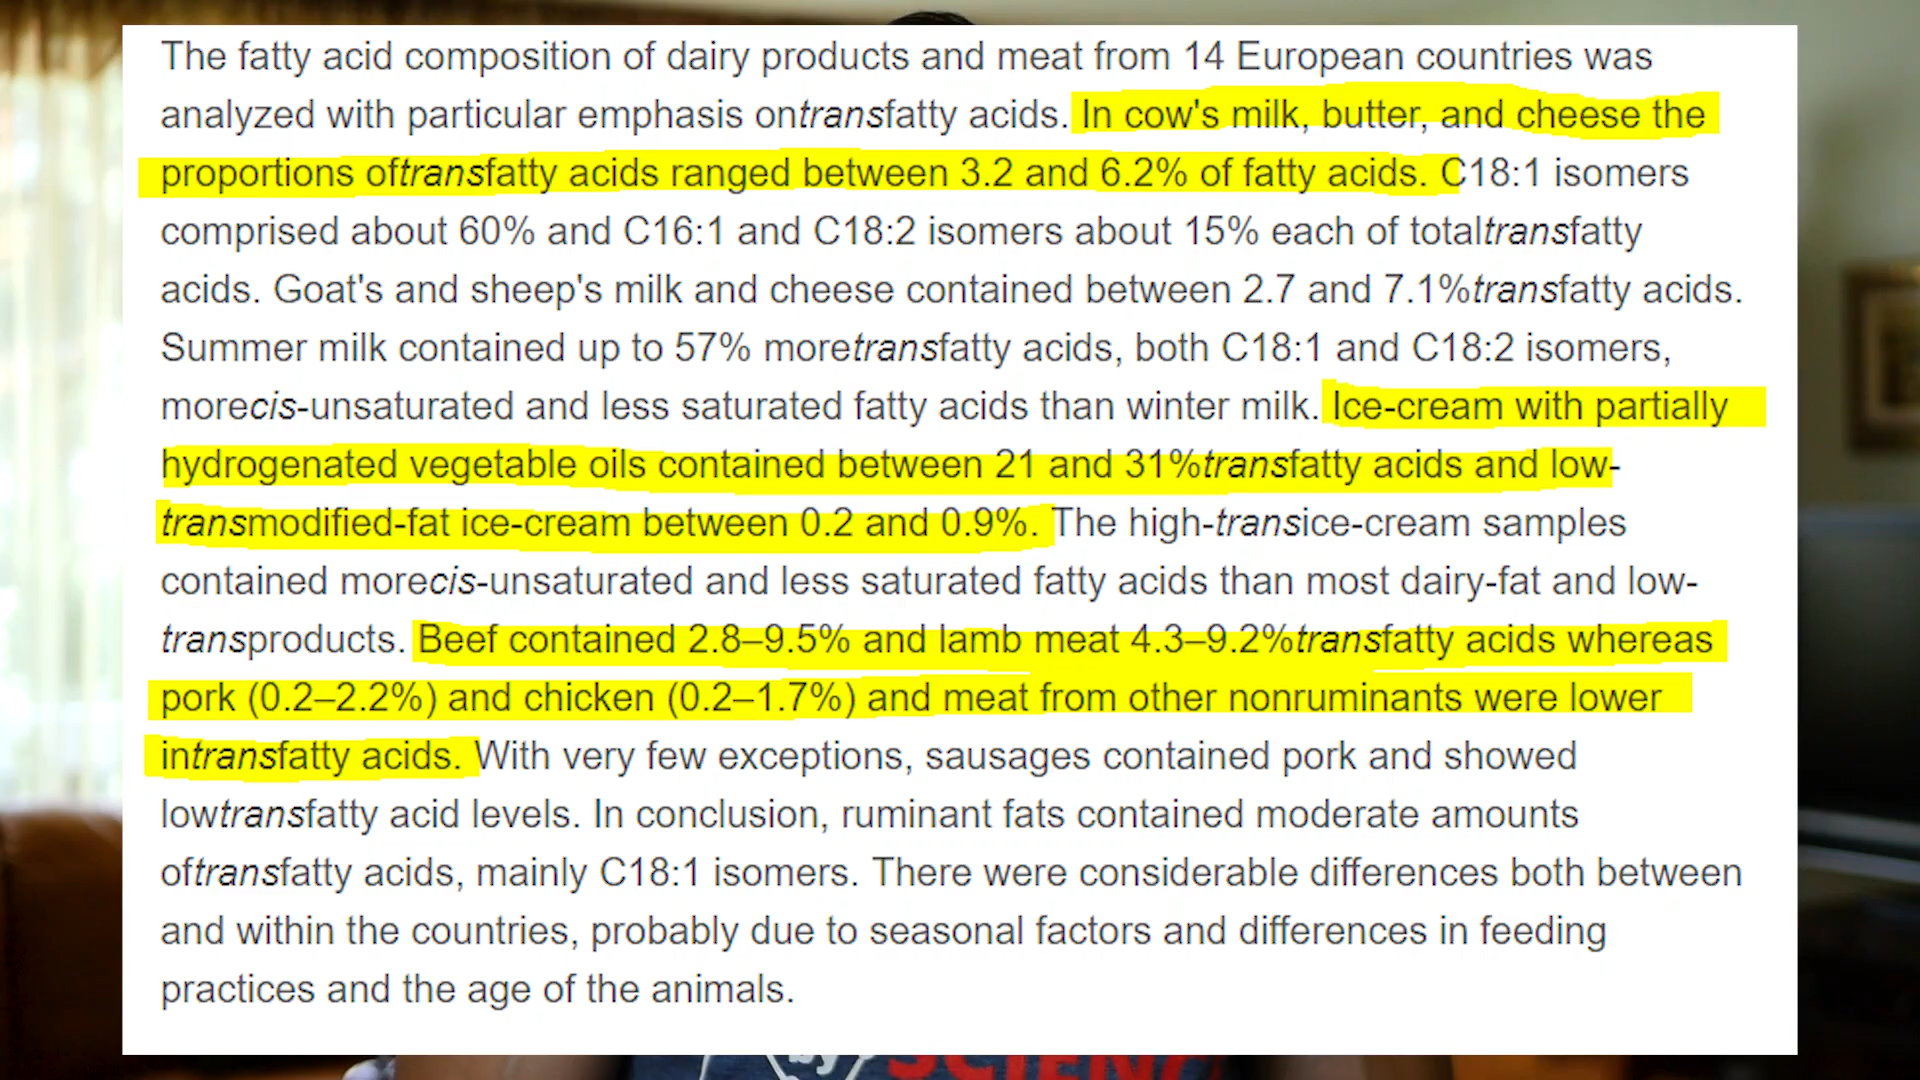 The fatty acid composition of dairy products and meat from 14 European countries was
analyzed with particular emphasis ontransfatty acids. In cow's milk, butter, and cheese the
proportions oftransfatty acids ranged between 3.2 and 6.2% of fatty acids. C18:1 isomers
comprised about 60% and C16:1 and C18:2 isomers about 15% each of totaltransfatty
acids. Goat's and sheep's milk and cheese contained between 2.7 and 7.1%transfatty acids.
Summer milk contained up to 57% moretransfatty acids, both C18:1 and C18:2 isomers,
morecis-unsaturated and less saturated fatty acids than winter milk. Ice-cream with partially
hydrogenated vegetable oils contained between 21 and 31%transfatty acids and low-
transmodified-fat ice-cream between 0.2 and 0.9%. The high-transice-cream samples
contained morecis-unsaturated and less saturated fatty acids than most dairy-fat and low-
transproducts. Beef contained 2.8–9.5% and lamb meat 4.3–9.2%transfatty acids whereas
pork (0.2–2.2%) and chicken (0.2–1.7%) and meat from other nonruminants were lower
intransfatty acids. With very few exceptions, sausages contained pork and showed
lowtransfatty acid levels. In conclusion, ruminant fats contained moderate amounts
oftransfatty acids, mainly C18:1 isomers. There were considerable differences both between
and within the countries, probably due to seasonal factors and differences in feeding
practices and the age of the animals.
by SCIENC